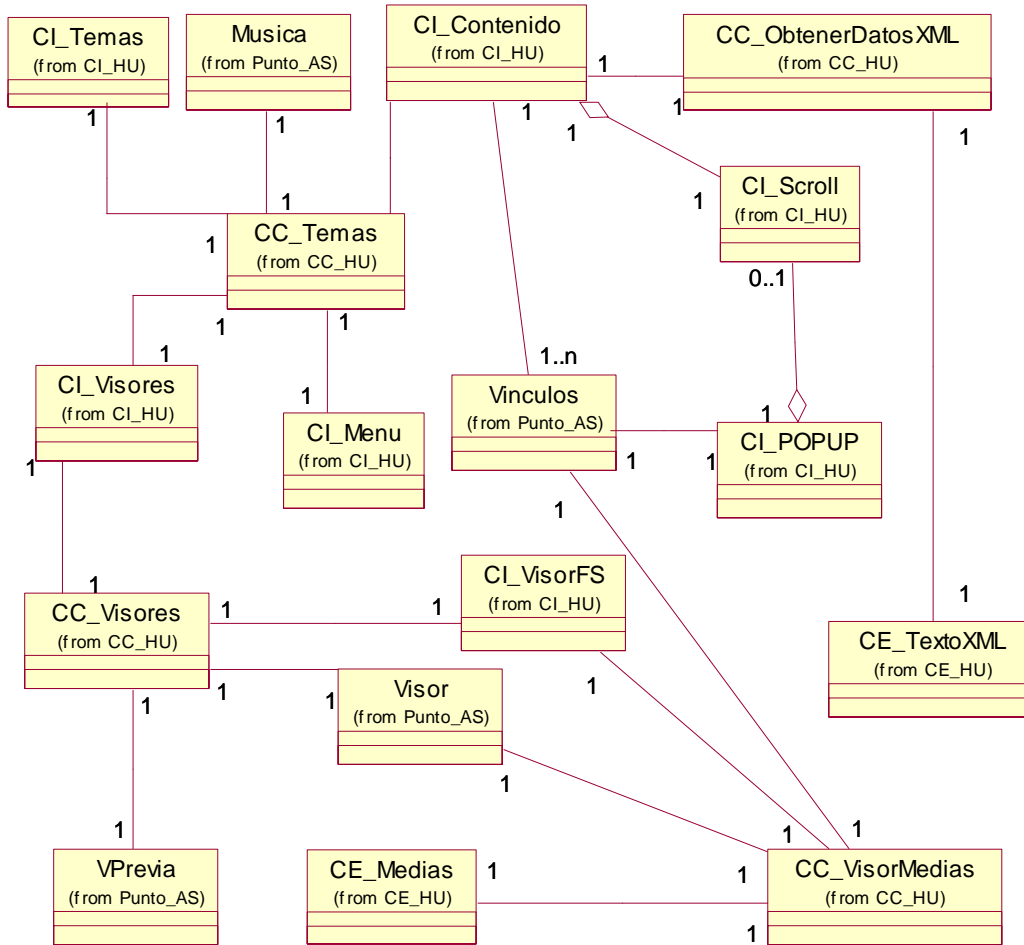 CI_Temas
(from CI_HU)
Musica
(from Punto_AS)
CI_Contenido
(from CI_HU)
CC_ObtenerDatosXML
(from CC_HU)
1
1
1
1
1
1
1
CI_Scroll
(from CI_HU)
1
1
1
CC_Temas
(from CC_HU)
0..1
1
1
1
1..n
CI_Visores
(from CI_HU)
1
Vinculos
(from Punto_AS)
CI_Menu
(from CI_HU)
1
CI_POPUP
(from CI_HU)
1
1
1
1
CI_VisorFS
(from CI_HU)
1
CC_Visores
(from CC_HU)
1
1
1
CE_TextoXML
(from CE_HU)
1
1
1
1
Visor
(from Punto_AS)
1
1
1
1
1
VPrevia
(from Punto_AS)
CE_Medias
(from CE_HU)
1
1
CC_VisorMedias
(from CC_HU)
1